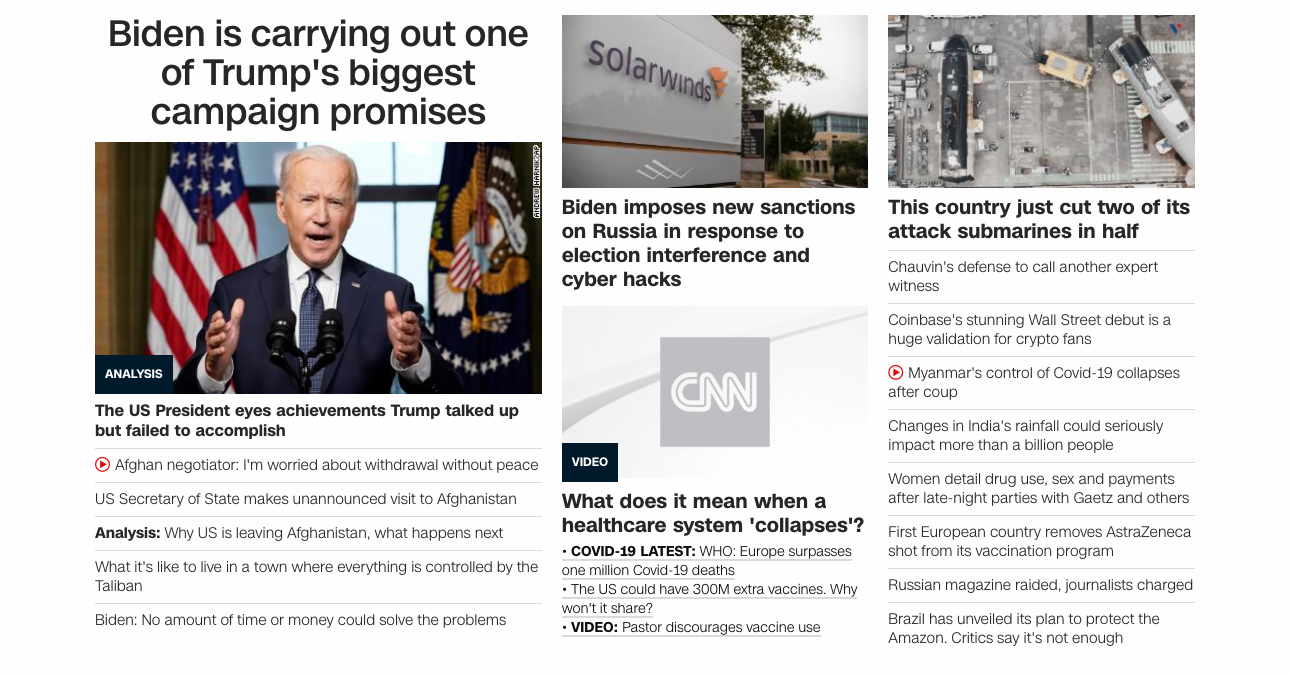 Biden is carrying out one
of Trump's biggest
campaign promises
ANDREW HARNIK/AP
ANALYSIS
The US President eyes achievements Trump talked up
but failed to accomplish
Afghan negotiator: I'm worried about withdrawal without peace
US Secretary of State makes unannounced visit to Afghanistan
Analysis: Why US is leaving Afghanistan, what happens next
What it's like to live in a town where everything is controlled by the
Taliban
Biden: No amount of time or money could solve the problems
solarwinds
Biden imposes new sanctions
on Russia in response to
election interference and
cyber hacks
CNN
VIDEO
What does it mean when a
healthcare system 'collapses'?
• COVID-19 LATEST: WHO: Europe surpasses
one million Covid-19 deaths
• The US could have 300M extra vaccines. Why
won't it share?
• VIDEO: Pastor discourages vaccine use
This country just cut two of its
attack submarines in half
Chauvin's defense to call another expert
witness
Coinbase's stunning Wall Street debut is a
huge validation for crypto fans
Myanmar's control of Covid-19 collapses
after coup
Changes in India's rainfall could seriously
impact more than a billion people
Women detail drug use, sex and payments
after late-night parties with Gaetz and others
First European country removes AstraZeneca
shot from its vaccination program
Russian magazine raided, journalists charged
Brazil has unveiled its plan to protect the
Amazon. Critics say it's not enough